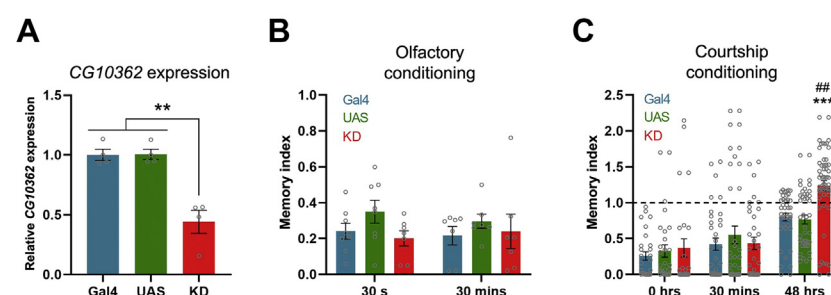 A
CG10362 expression
Relative CG10362 expression
1.5
1.0
0.5
0.0
**
Gal4 UAS KD
B
Olfactory
conditioning
Memory index
1.0
0.8
0.6
0.4
0.2
0.0
Gal4
UAS
KD
30 s 30 mins
C
Courtship
conditioning
Memory index
2.5
2.0
1.5
1.0
0.5
0.0
Gal4
UAS
KD
##
***
0 hrs 30 mins 48 hrs